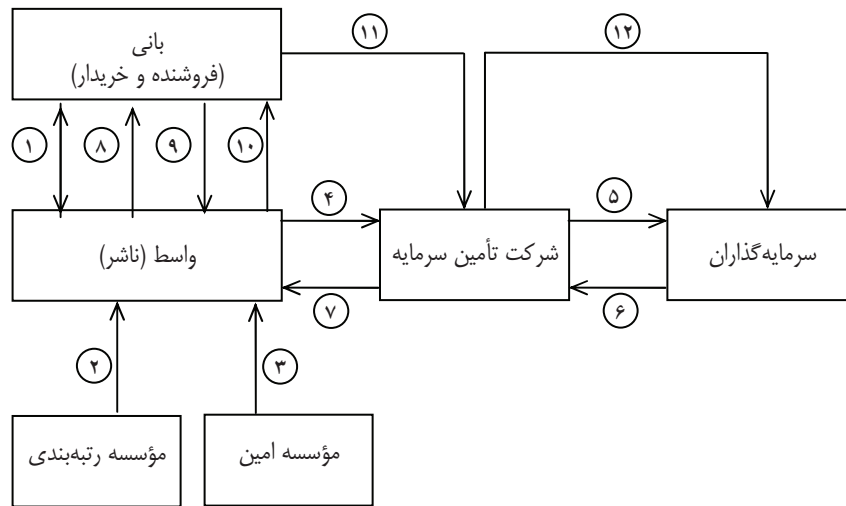 بانی
(فروشنده و خریدار)
۱۱
۱۲
۱
۸
۹
۱۰
۴
۵
واسط (ناشر)
شرکت تأمین سرمایه
سرمایه‌گذاران
۷
۶
۲
۳
مؤسسه رتبه‌بندی
مؤسسه امین